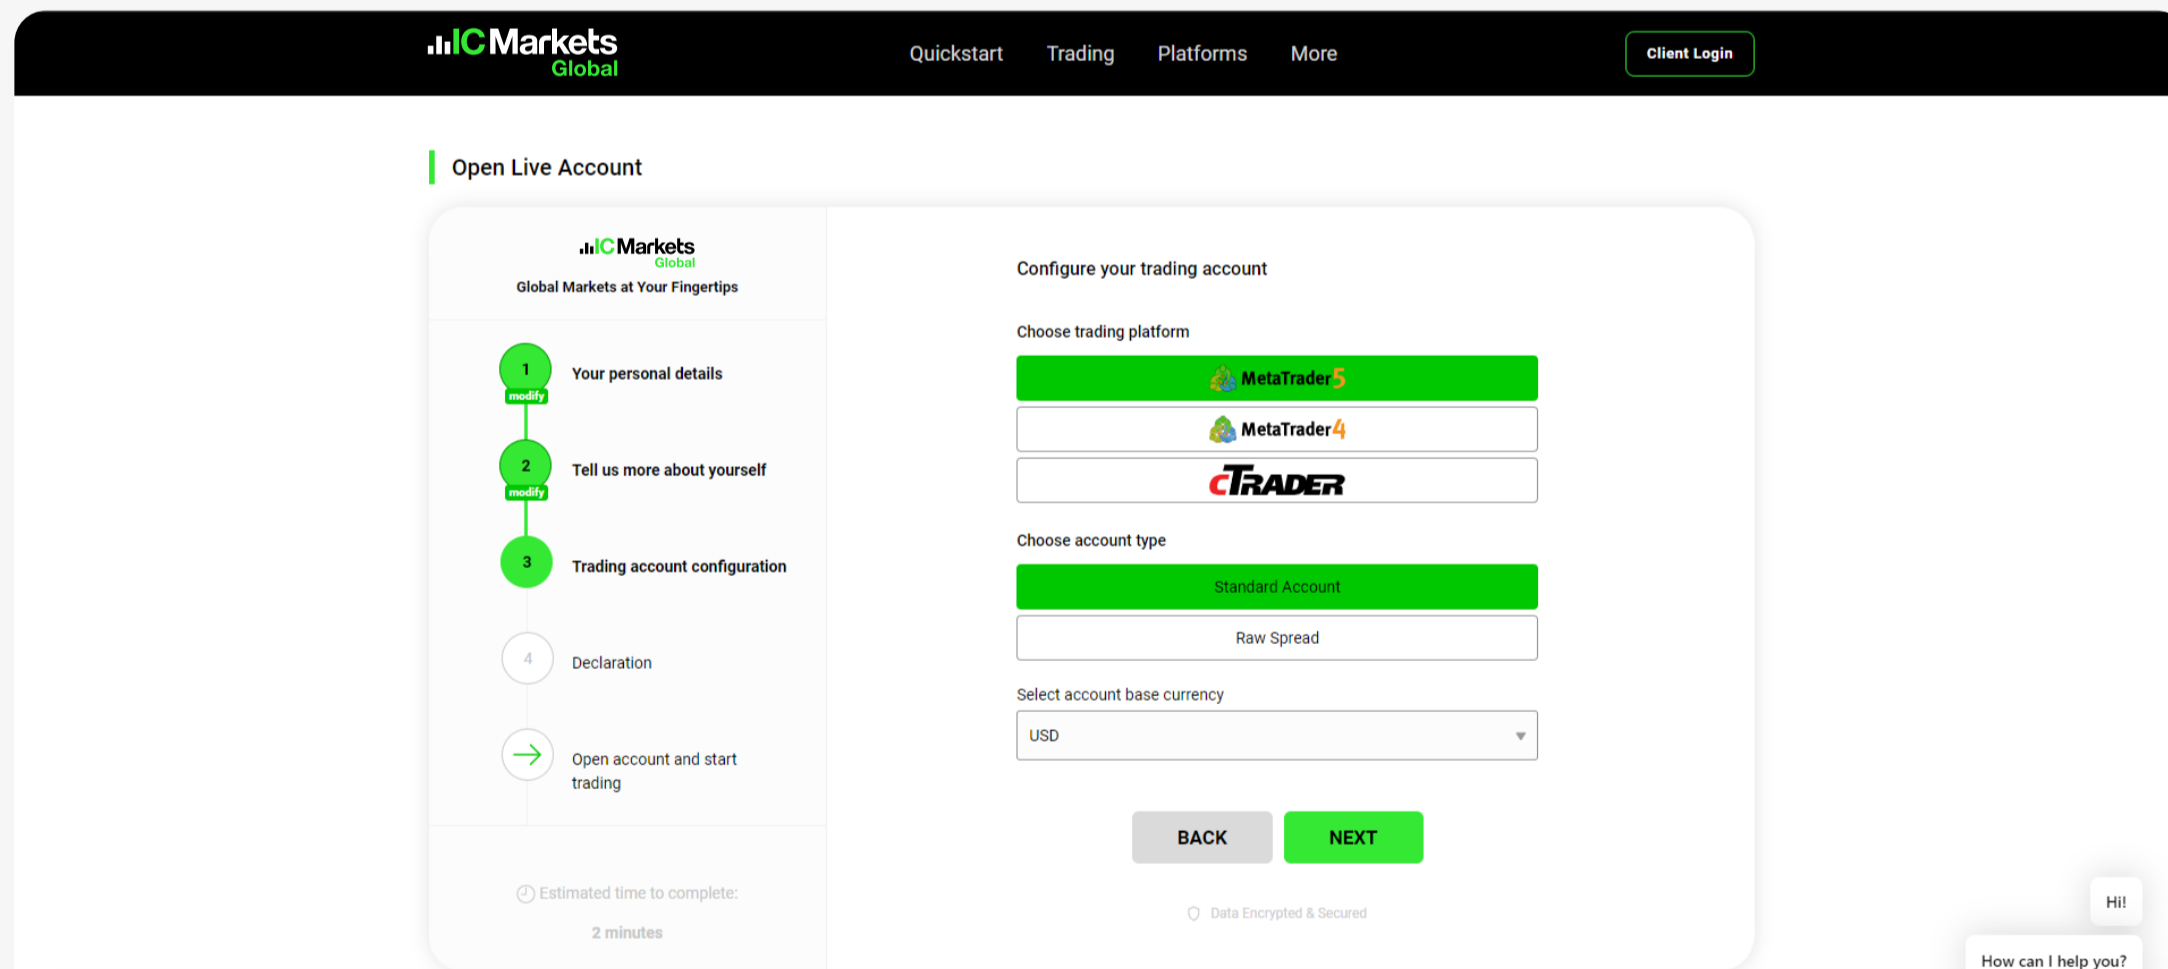 IC Markets
Global
Quickstart
Trading
Platforms
More
Client Login
Open Live Account
IC Markets
Global
Global Markets at Your Fingertips
1
modify
Your personal details
2
modify
Tell us more about yourself
3
Trading account configuration
4
Declaration
Open account and start
trading
Estimated time to complete:
2 minutes
Configure your trading account
Choose trading platform
MetaTrader 5
MetaTrader 4
cTRADER
Choose account type
Standard Account
Raw Spread
Select account base currency
USD
BACK
NEXT
Data Encrypted & Secured
Hi!
How can I help you?